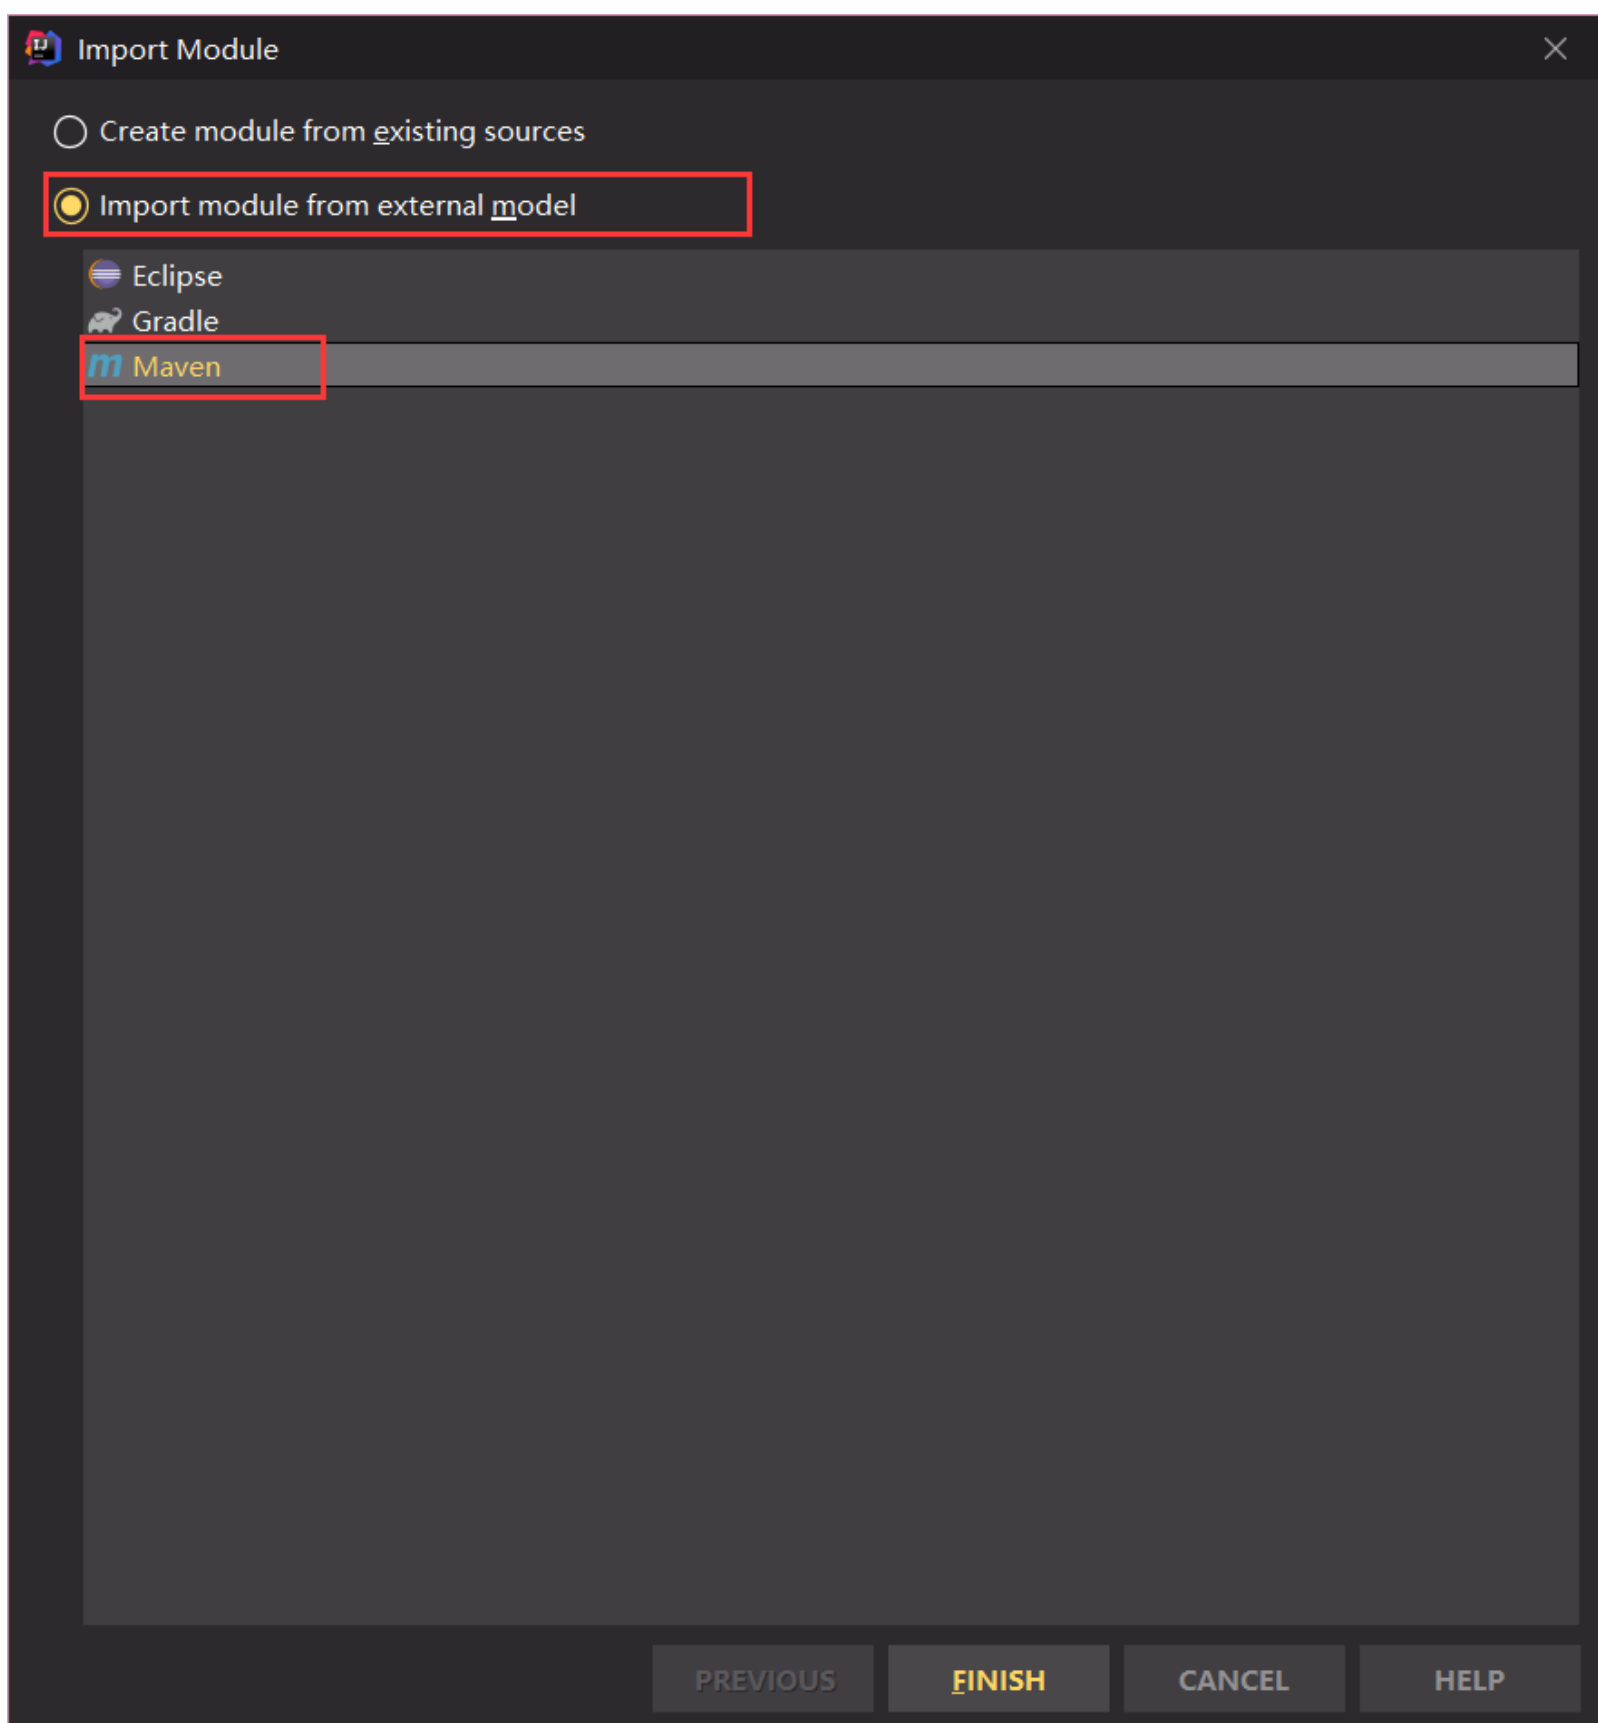 Import Module
Create module from existing sources
Import module from external model
Eclipse
Gradle
Maven
PREVIOUS FINISH CANCEL HELP